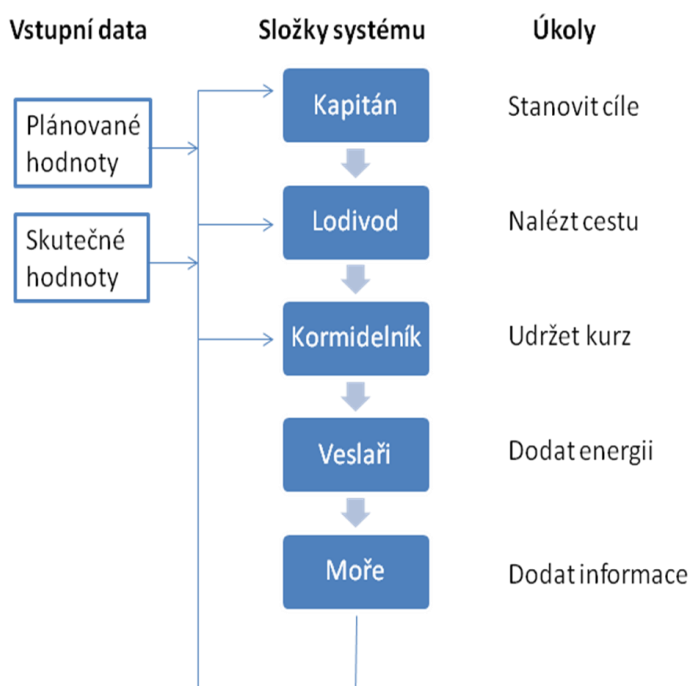 Vstupní data
Složky systému
Úkoly
Plánované
hodnoty
Kapitán
Stanovit cíle
Skutečné
hodnoty
Lodivod
Nalézt cestu
Kormidelník
Udržet kurz
Veslaři
Dodat energii
Moře
Dodat informace